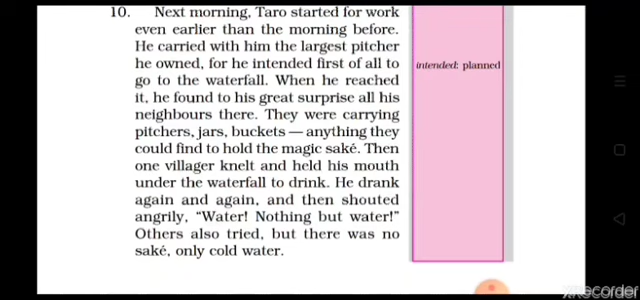 10. Next morning, Taro started for work
even earlier than the morning before.
He carried with him the largest pitcher
he owned, for he intended first of all to
go to the waterfall. When he reached
it, he found to his great surprise all his
neighbours there. They were carrying
pitchers, jars, buckets — anything they
could find to hold the magic saké. Then
one villager knelt and held his mouth
under the waterfall to drink. He drank
again and again, and then shouted
angrily, “Water! Nothing but water!”
Others also tried, but there was no
saké, only cold water.
intended: planned